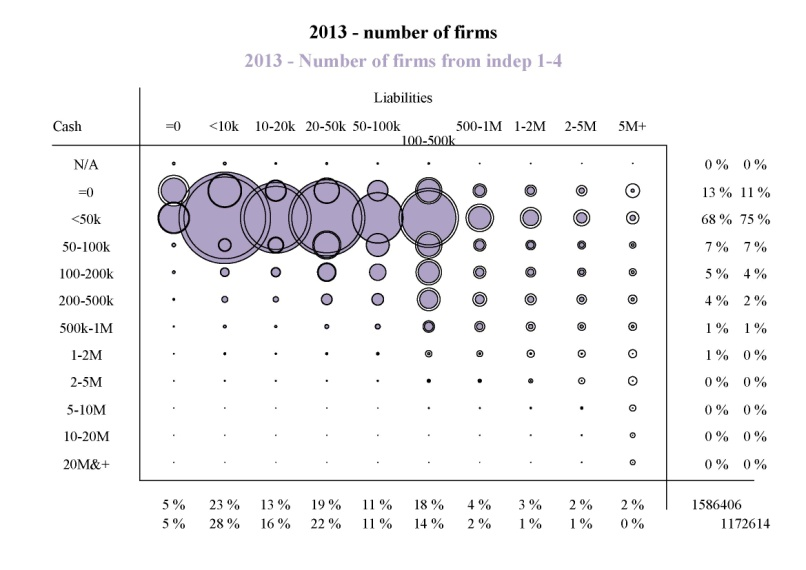 2013 - number of firms
2013 - Number of firms from indep 1-4
Liabilities
Cash =0 <10k 10-20k 20-50k 50-100k 100-500k 500-1M 1-2M 2-5M 5M+
N/A 0 % 0 %
=0 13 % 11 %
<50k 68 % 75 %
50-100k 7 % 7 %
100-200k 5 % 4 %
200-500k 4 % 2 %
500k-1M 1 % 1 %
1-2M 1 % 0 %
2-5M 0 % 0 %
5-10M 0 % 0 %
10-20M 0 % 0 %
20M&+ 0 % 0 %
5 % 23 % 13 % 19 % 11 % 18 % 4 % 3 % 2 % 2 % 1586406
5 % 28 % 16 % 22 % 11 % 14 % 2 % 1 % 1 % 0 % 1172614